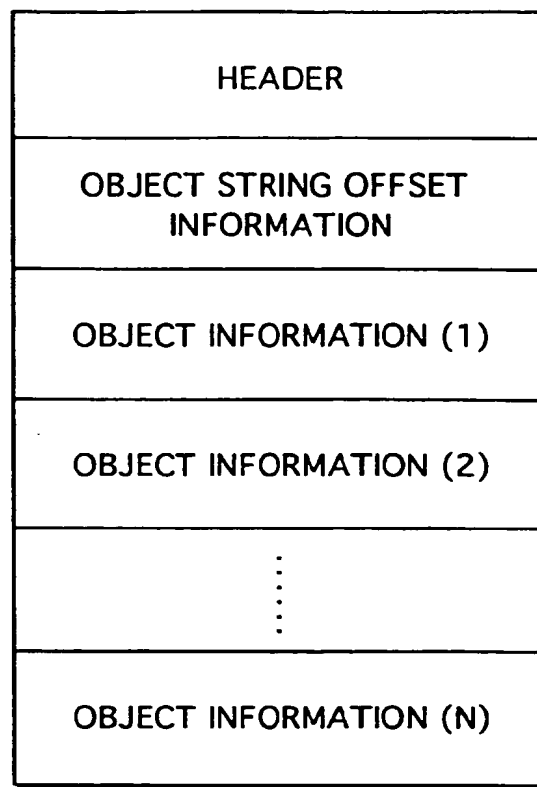 HEADER
OBJECT STRING OFFSET
INFORMATION
OBJECT INFORMATION (1)
OBJECT INFORMATION (2)
OBJECT INFORMATION (N)